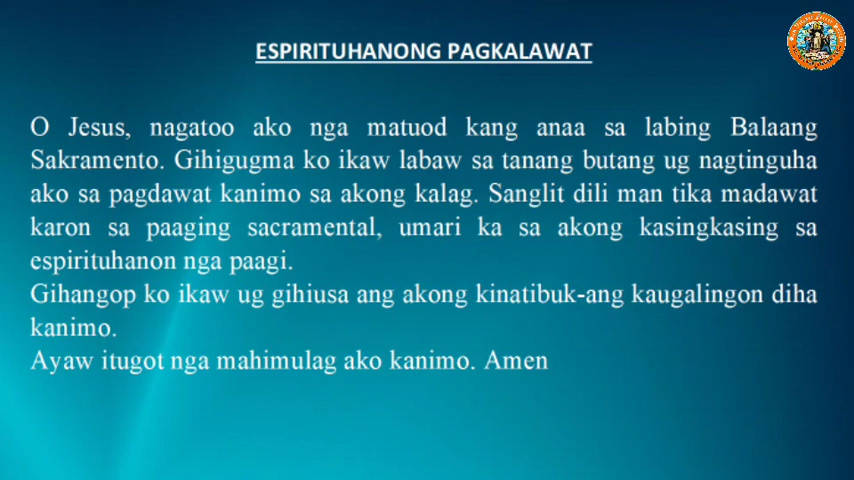 ESPIRITUHANONG PAGKALAWAT
O Jesus, nagatoo ako nga matuod kang anaa sa labing Balaang
Sakramento. Gihigugma ko ikaw labaw sa tanang butang ug nagtinguha
ako sa pagdawat kanimo sa akong kalag. Sanglit dili man tika madawat
karon sa paaging sacramental, umari ka sa akong kasingkasing sa
espirituhanon nga paagi.
Gihangop ko ikaw ug gihiusa ang akong kinatibuk-ang kaugalingon diha
kanimo.
Ayaw itugot nga mahimulag ako kanimo. Amen